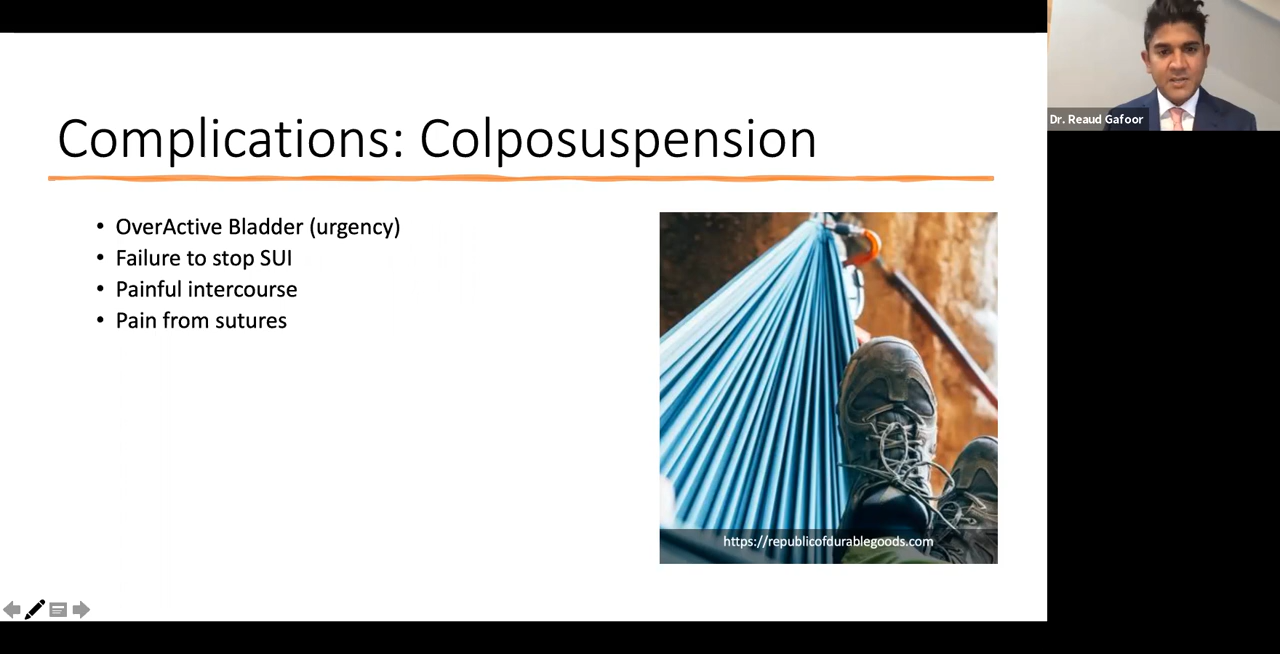 Complications: Colposuspension
• OverActive Bladder (urgency)
• Failure to stop SUI
• Painful intercourse
• Pain from sutures
https://republicofdurablegoods.com
Dr. Reaud Gafoor